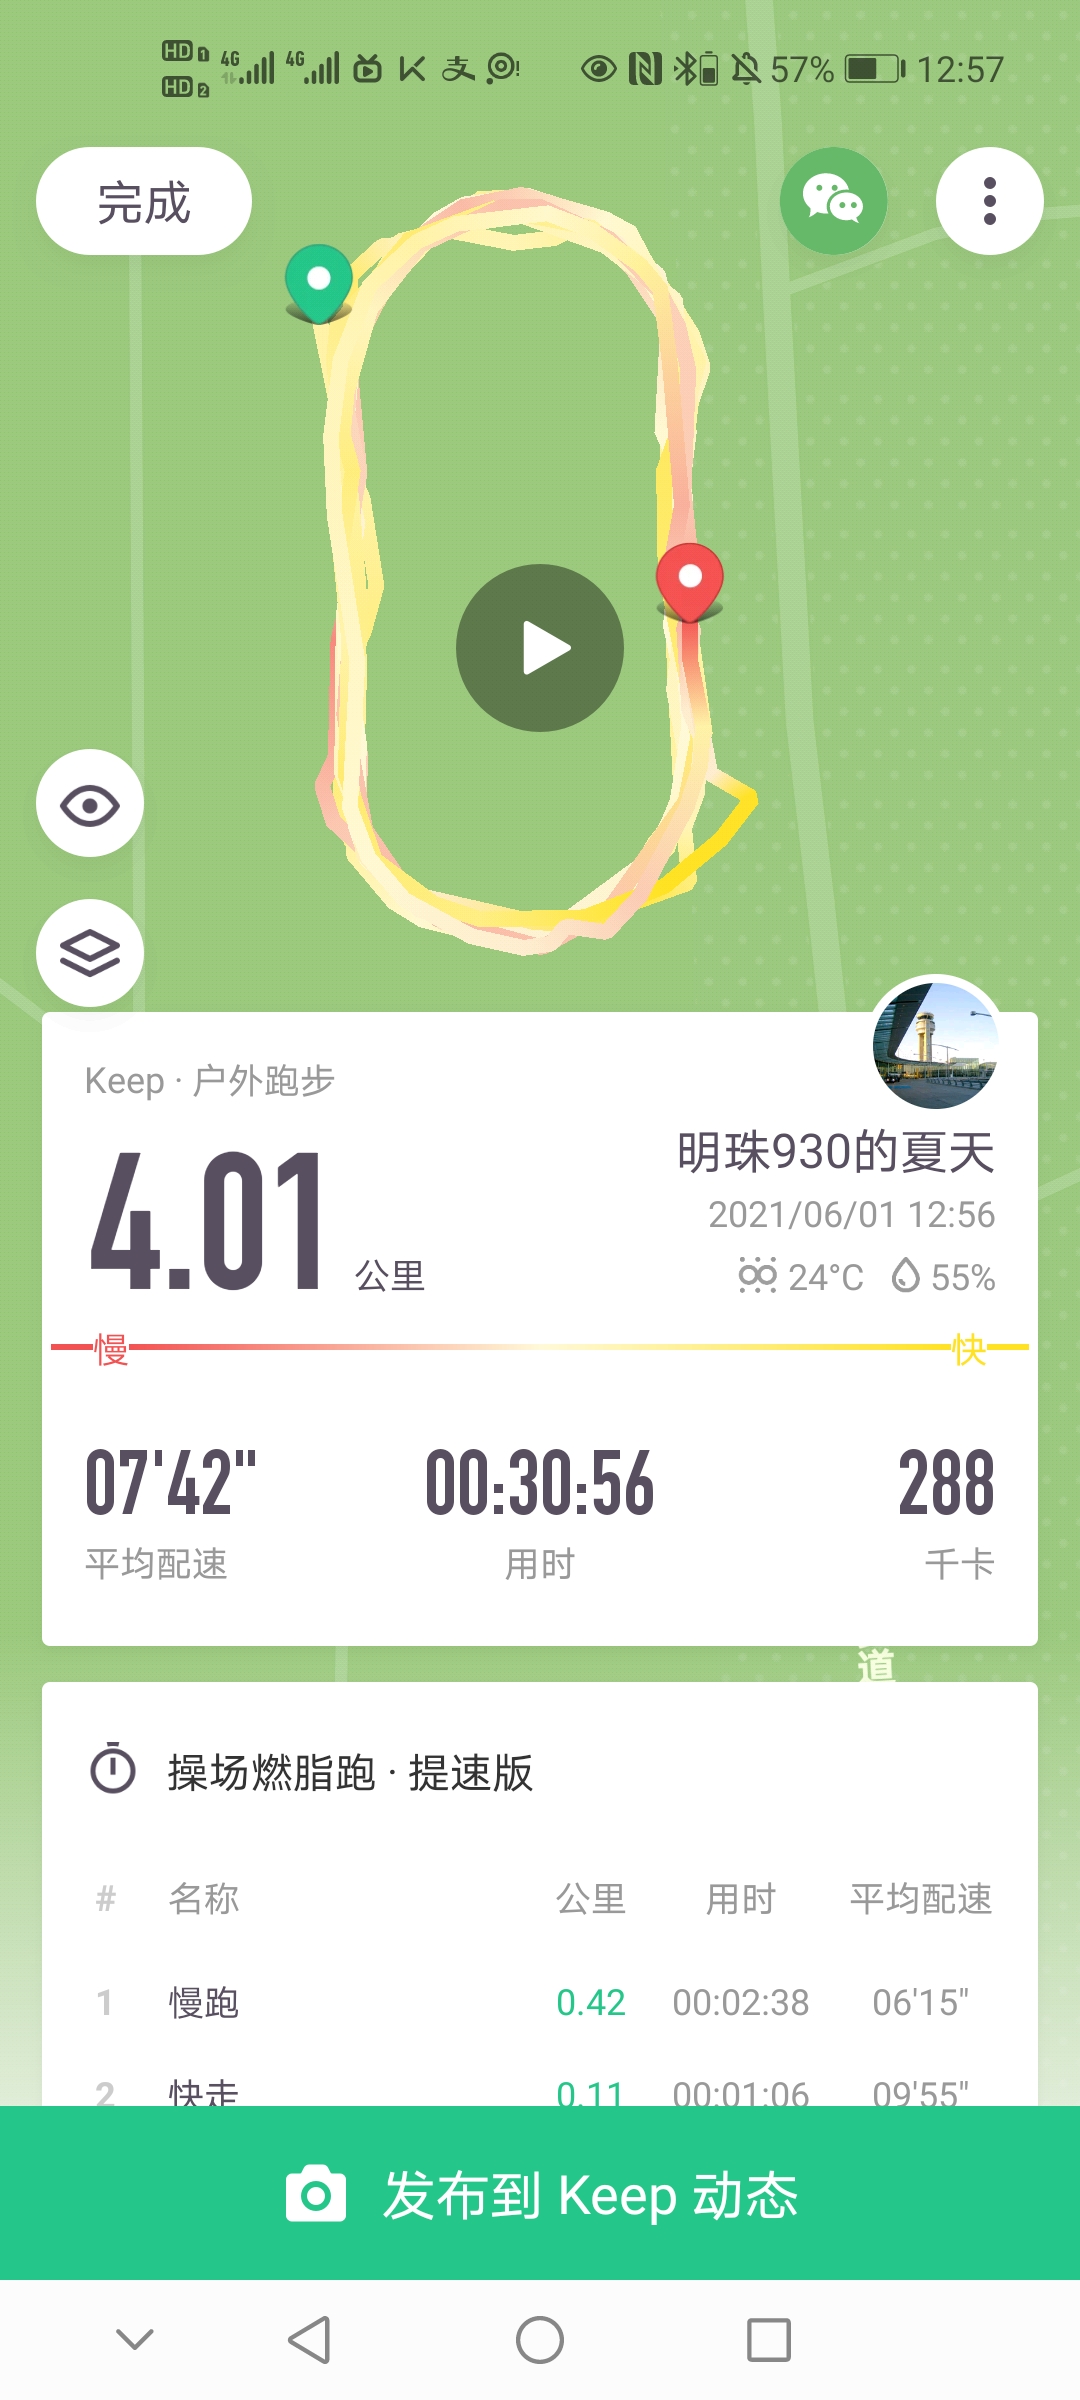 HD 1 4G 4G 57% 12:57
HD 2
完成
Keep · 户外跑步
明珠930的夏天
4.01 公里
2021/06/01 12:56
24°C 55%
慢 快
07'42" 00:30:56 288
平均配速 用时 千卡
道
操场燃脂跑 · 提速版
# 名称 公里 用时 平均配速
1 慢跑 0.42 00:02:38 06'15"
2 快走 0.11 00:01:06 09'55"
发布到 Keep 动态